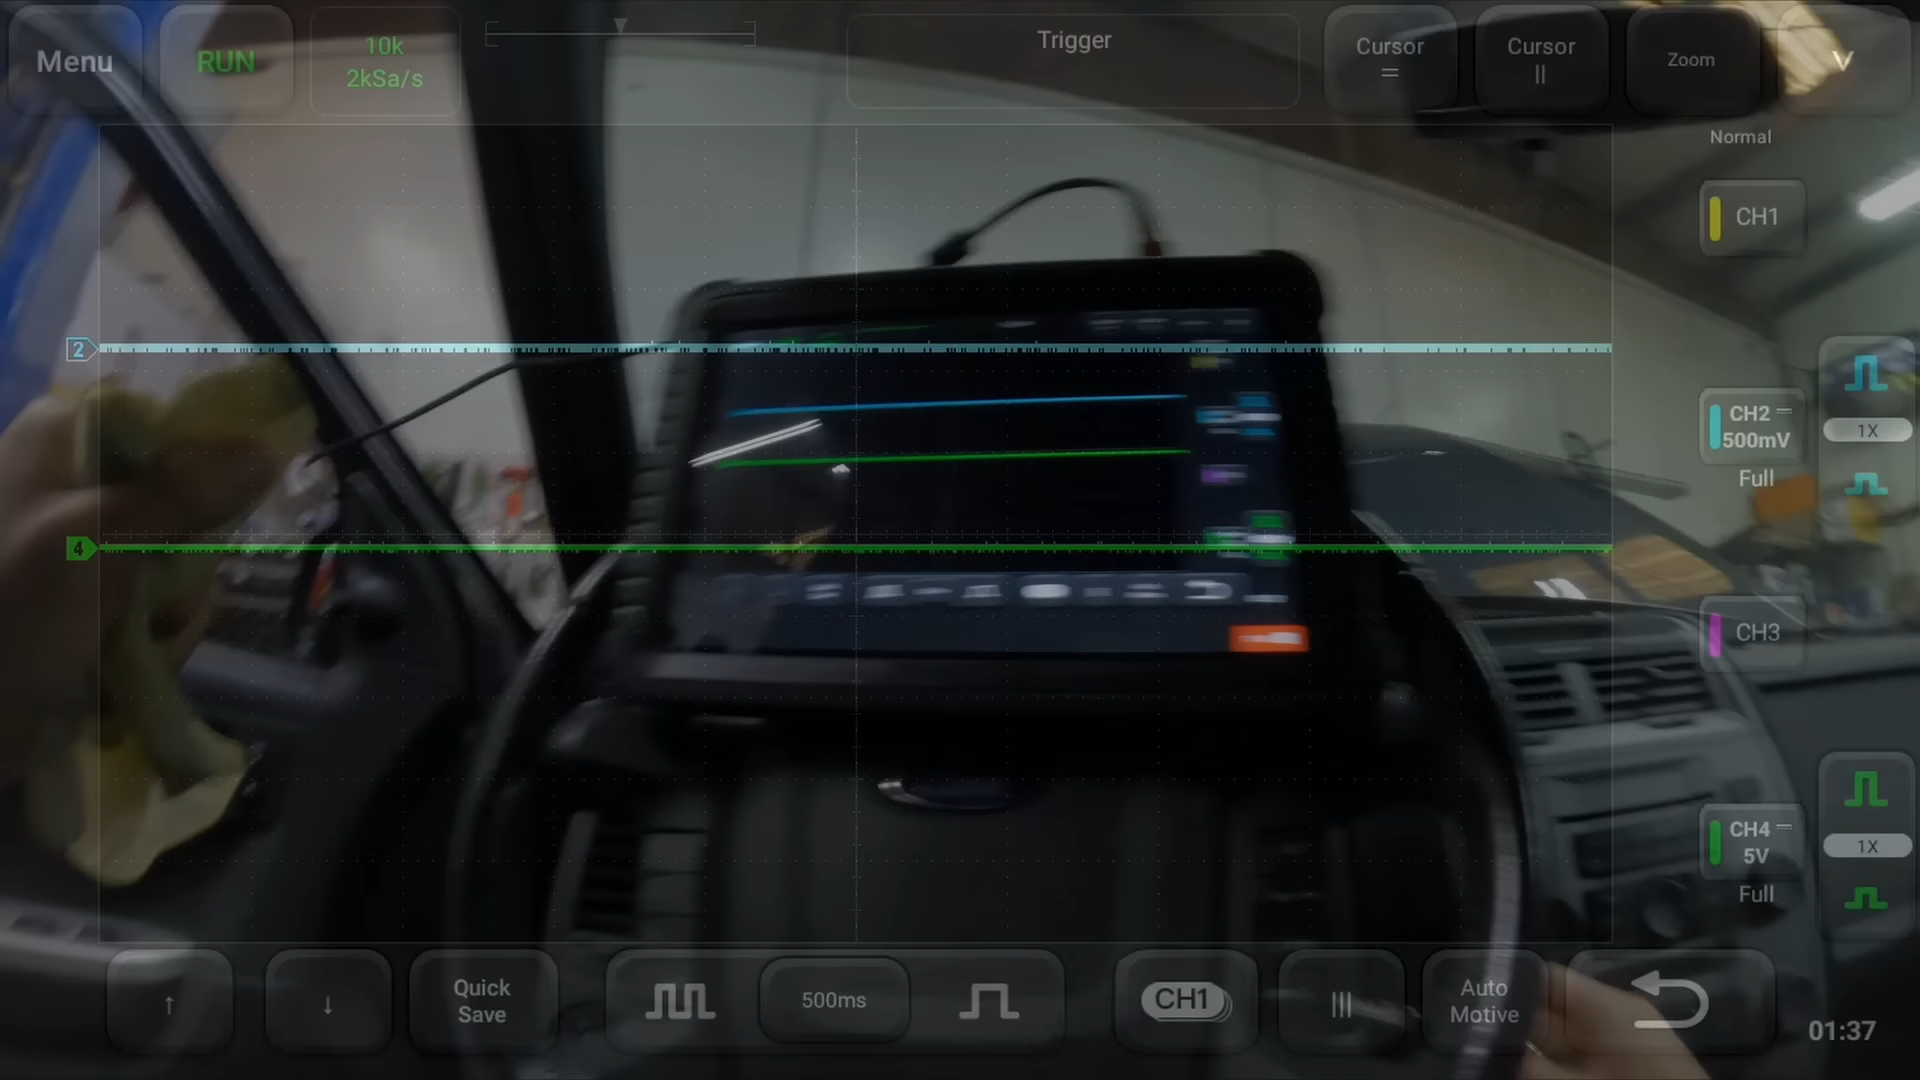 Menu
RUN
10k
2kSa/s
Trigger
Cursor
Cursor
Zoom
Normal
CH1
2
CH2
500mV
Full
1X
4
CH3
CH4
5V
Full
1X
↑
↓
Quick
Save
500ms
CH1
Auto
Motive
01:37